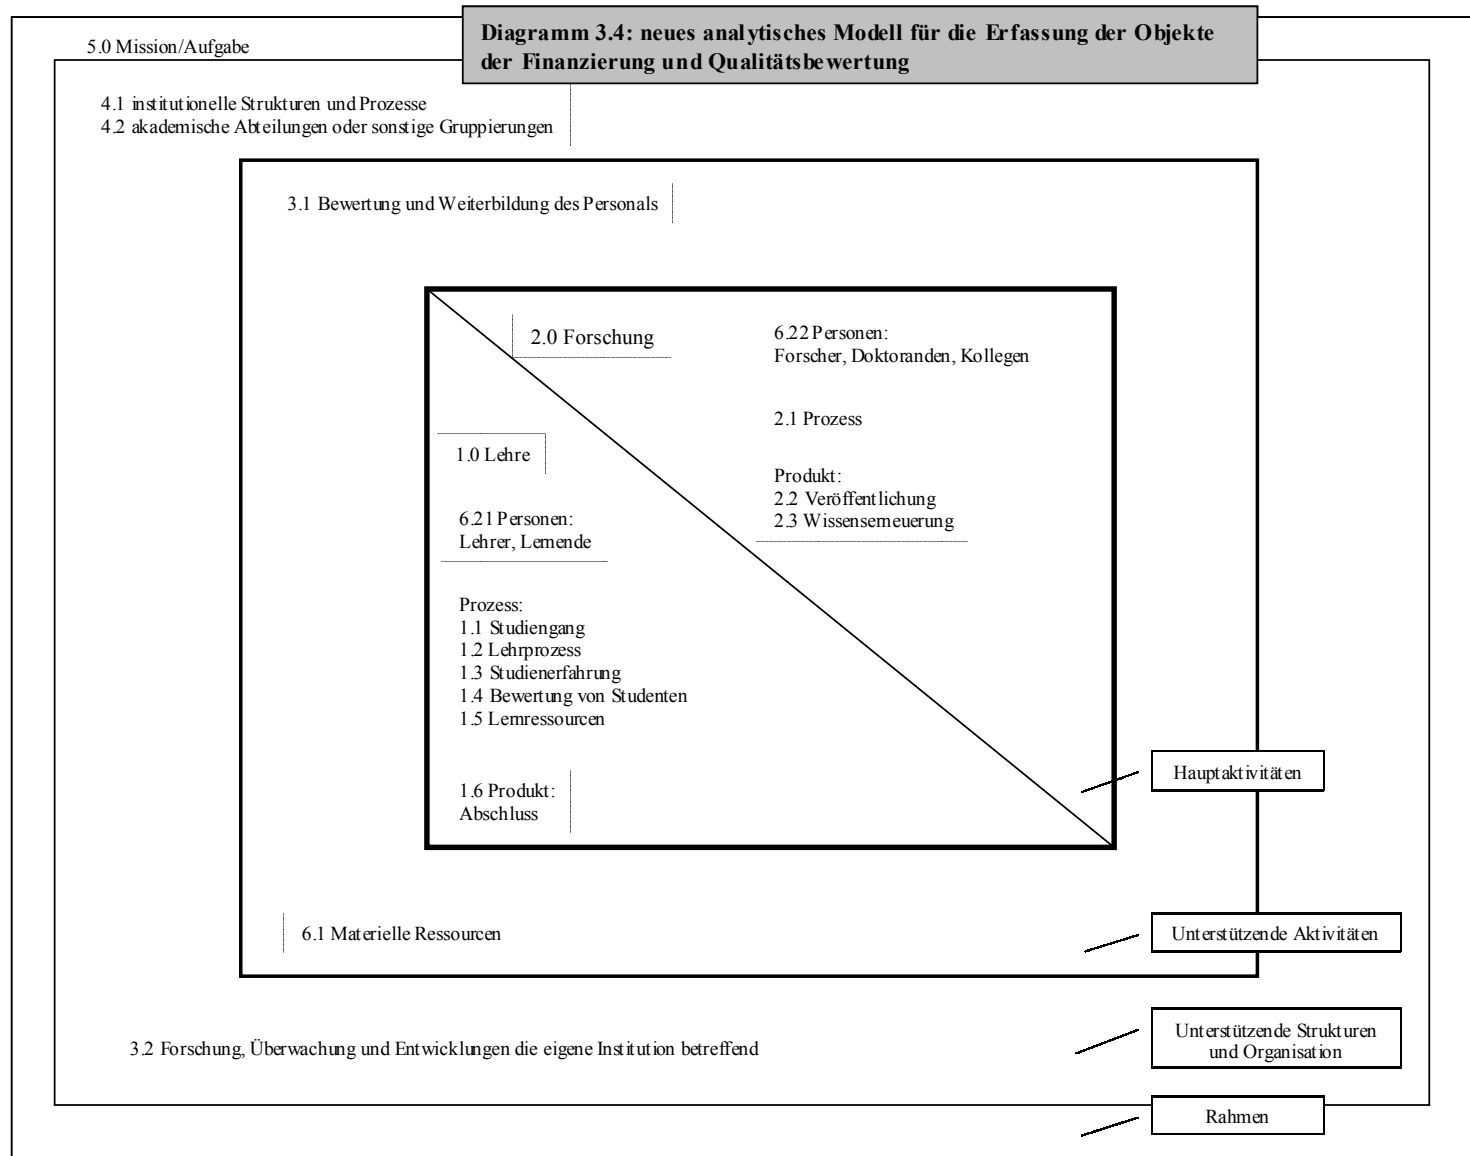 Diagramm 3.4: neues analytisches Modell für die Erfassung der Objekte
der Finanzierung und Qualitätsbewertung
5.0 Mission/Aufgabe
4.1 institutionelle Strukturen und Prozesse
4.2 akademische Abteilungen oder sonstige Gruppierungen
3.1 Bewertung und Weiterbildung des Personals
2.0 Forschung
6.22 Personen:
Forscher, Doktoranden, Kollegen
2.1 Prozess
Produkt:
2.2 Veröffentlichung
2.3 Wissenserneuerung
1.0 Lehre
6.21 Personen:
Lehrer, Lernende
Prozess:
1.1 Studiengang
1.2 Lehrprozess
1.3 Studienerfahrung
1.4 Bewertung von Studenten
1.5 Lernressourcen
1.6 Produkt:
Abschluss
Hauptaktivitäten
6.1 Materielle Ressourcen
Unterstützende Aktivitäten
3.2 Forschung, Überwachung und Entwicklungen die eigene Institution betreffend
Unterstützende Strukturen
und Organisation
Rahmen